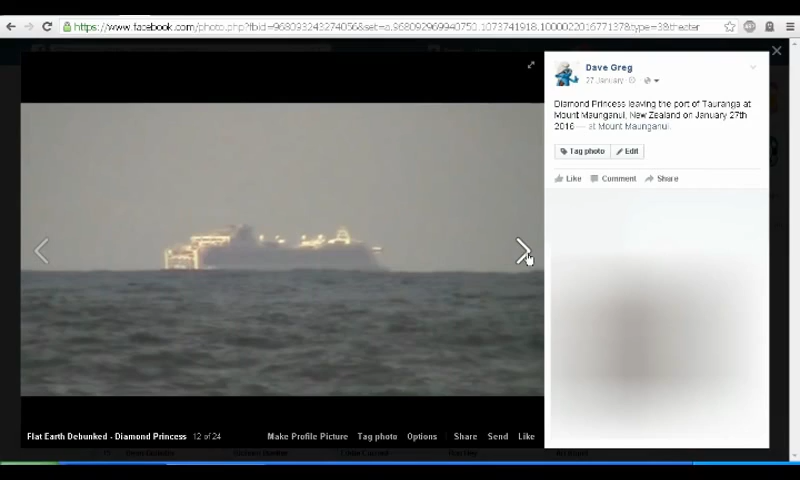 https://www.facebook.com/photo.php?fbid=968093243274056&set=a.968092969940750.1073741918.100002201677137&type=3&theater
Dave Greg
27 January
Diamond Princess leaving the port of Tauranga at
Mount Maunganui, New Zealand on January 27th
2016 — at Mount Maunganui.
Tag photo
Edit
Like
Comment
Share
Flat Earth Debunked - Diamond Princess
12 of 24
Make Profile Picture
Tag photo
Options
Share
Send
Like